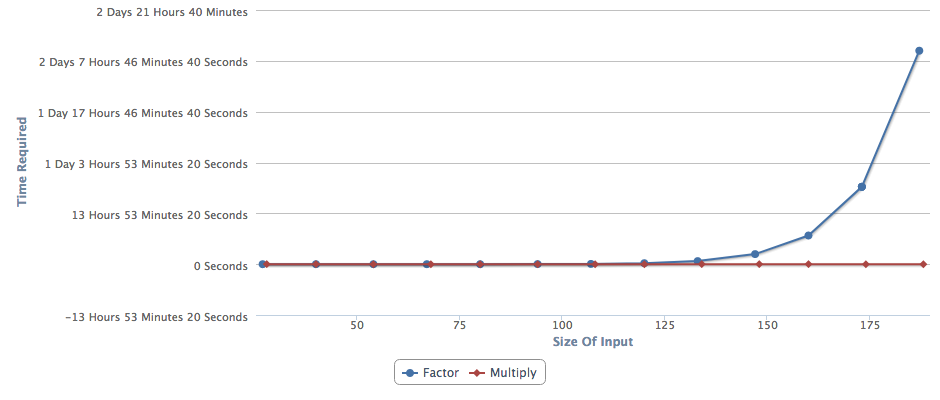 2 Days 21 Hours 40 Minutes
2 Days 7 Hours 46 Minutes 40 Seconds
1 Day 17 Hours 46 Minutes 40 Seconds
1 Day 3 Hours 53 Minutes 20 Seconds
13 Hours 53 Minutes 20 Seconds
0 Seconds
−13 Hours 53 Minutes 20 Seconds
Time Required
50 75 100 125 150 175
Size Of Input
Factor Multiply